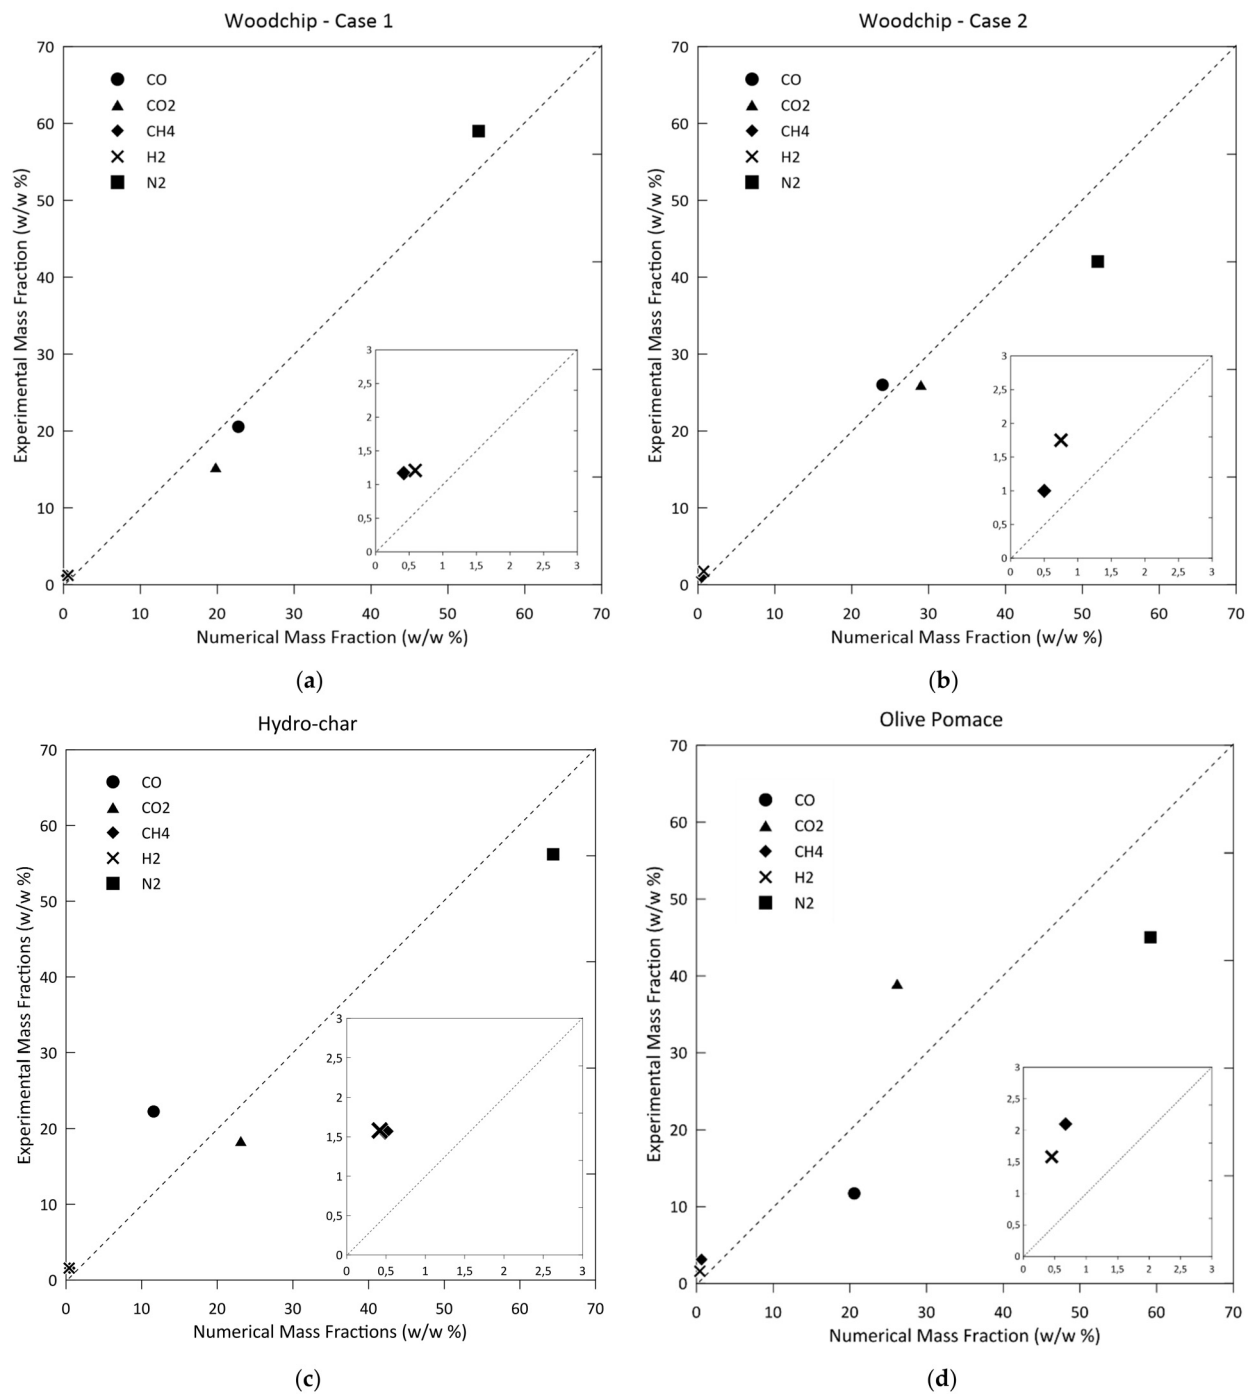 Woodchip - Case 1
70
60
50
40
30
20
10
0
Experimental Mass Fraction (w/w %)
CO
CO2
CH4
H2
N2
3
2,5
2
1,5
1
0,5
0
0 0,5 1 1,5 2 2,5 3
0 10 20 30 40 50 60 70
Numerical Mass Fraction (w/w %)
(a)
Woodchip - Case 2
70
60
50
40
30
20
10
0
Experimental Mass Fraction (w/w %)
CO
CO2
CH4
H2
N2
3
2,5
2
1,5
1
0,5
0
0 0,5 1 1,5 2 2,5 3
0 10 20 30 40 50 60 70
Numerical Mass Fraction (w/w %)
(b)
Hydro-char
70
60
50
40
30
20
10
0
Experimental Mass Fractions (w/w %)
CO
CO2
CH4
H2
N2
3
2,5
2
1,5
1
0,5
0
0 0,5 1 1,5 2 2,5 3
0 10 20 30 40 50 60 70
Numerical Mass Fractions (w/w %)
(c)
Olive Pomace
70
60
50
40
30
20
10
0
Experimental Mass Fraction (w/w %)
CO
CO2
CH4
H2
N2
3
2,5
2
1,5
1
0,5
0
0 0,5 1 1,5 2 2,5 3
0 10 20 30 40 50 60 70
Numerical Mass Fraction (w/w %)
(d)